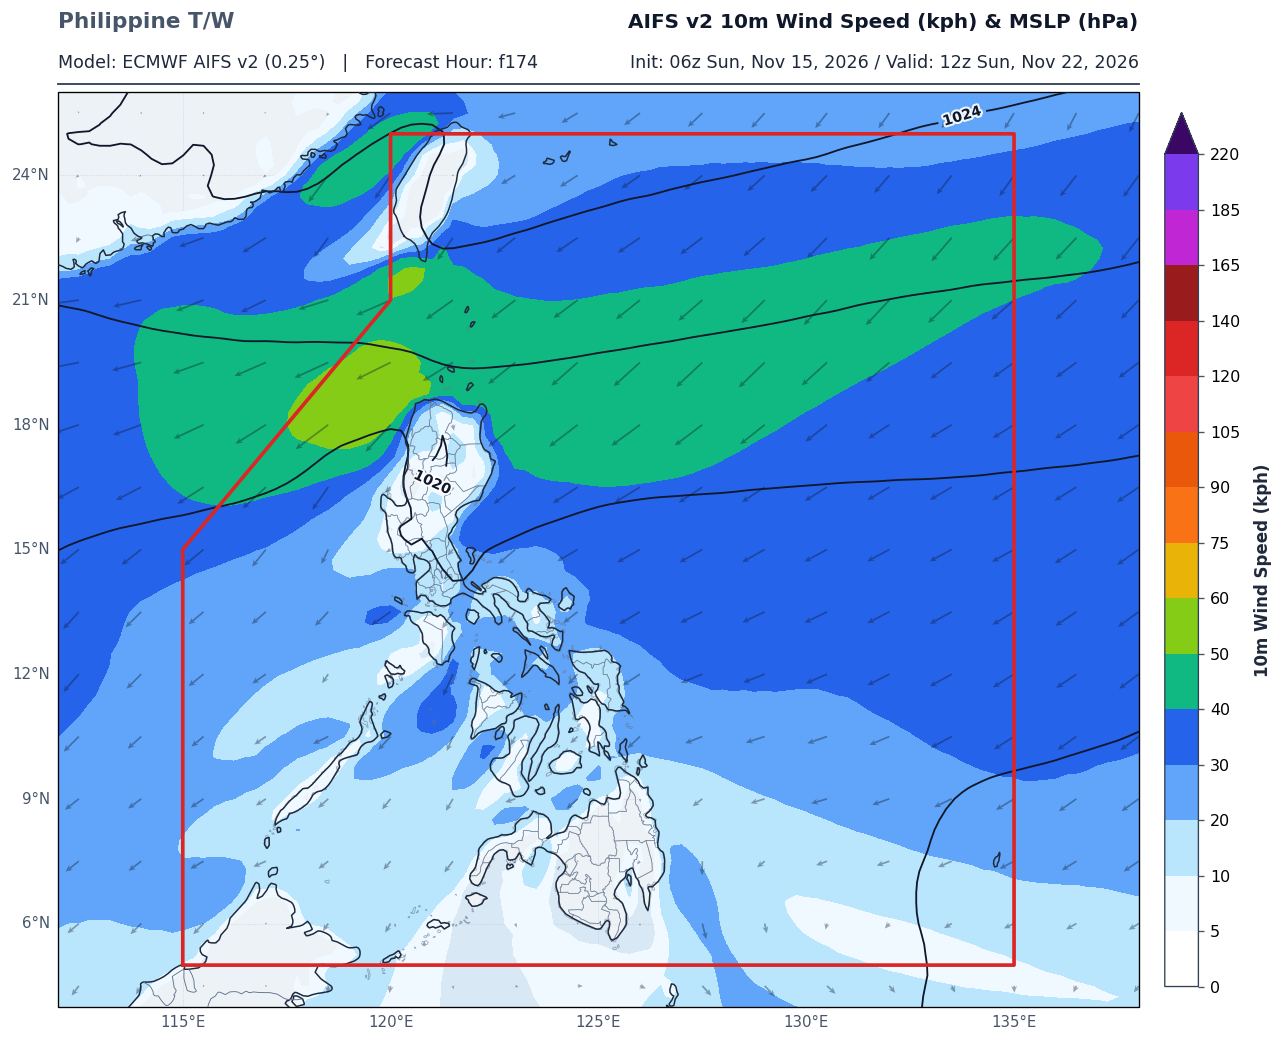 Philippine T/W
AIFS v2 10m Wind Speed (kph) & MSLP (hPa)
Model: ECMWF AIFS v2 (0.25°) | Forecast Hour: f174
Init: 06z Sun, Nov 15, 2026 / Valid: 12z Sun, Nov 22, 2026
1024
1020
24°N
21°N
18°N
15°N
12°N
9°N
6°N
115°E
120°E
125°E
130°E
135°E
220
185
165
140
120
105
90
75
60
50
40
30
20
10
5
0
10m Wind Speed (kph)